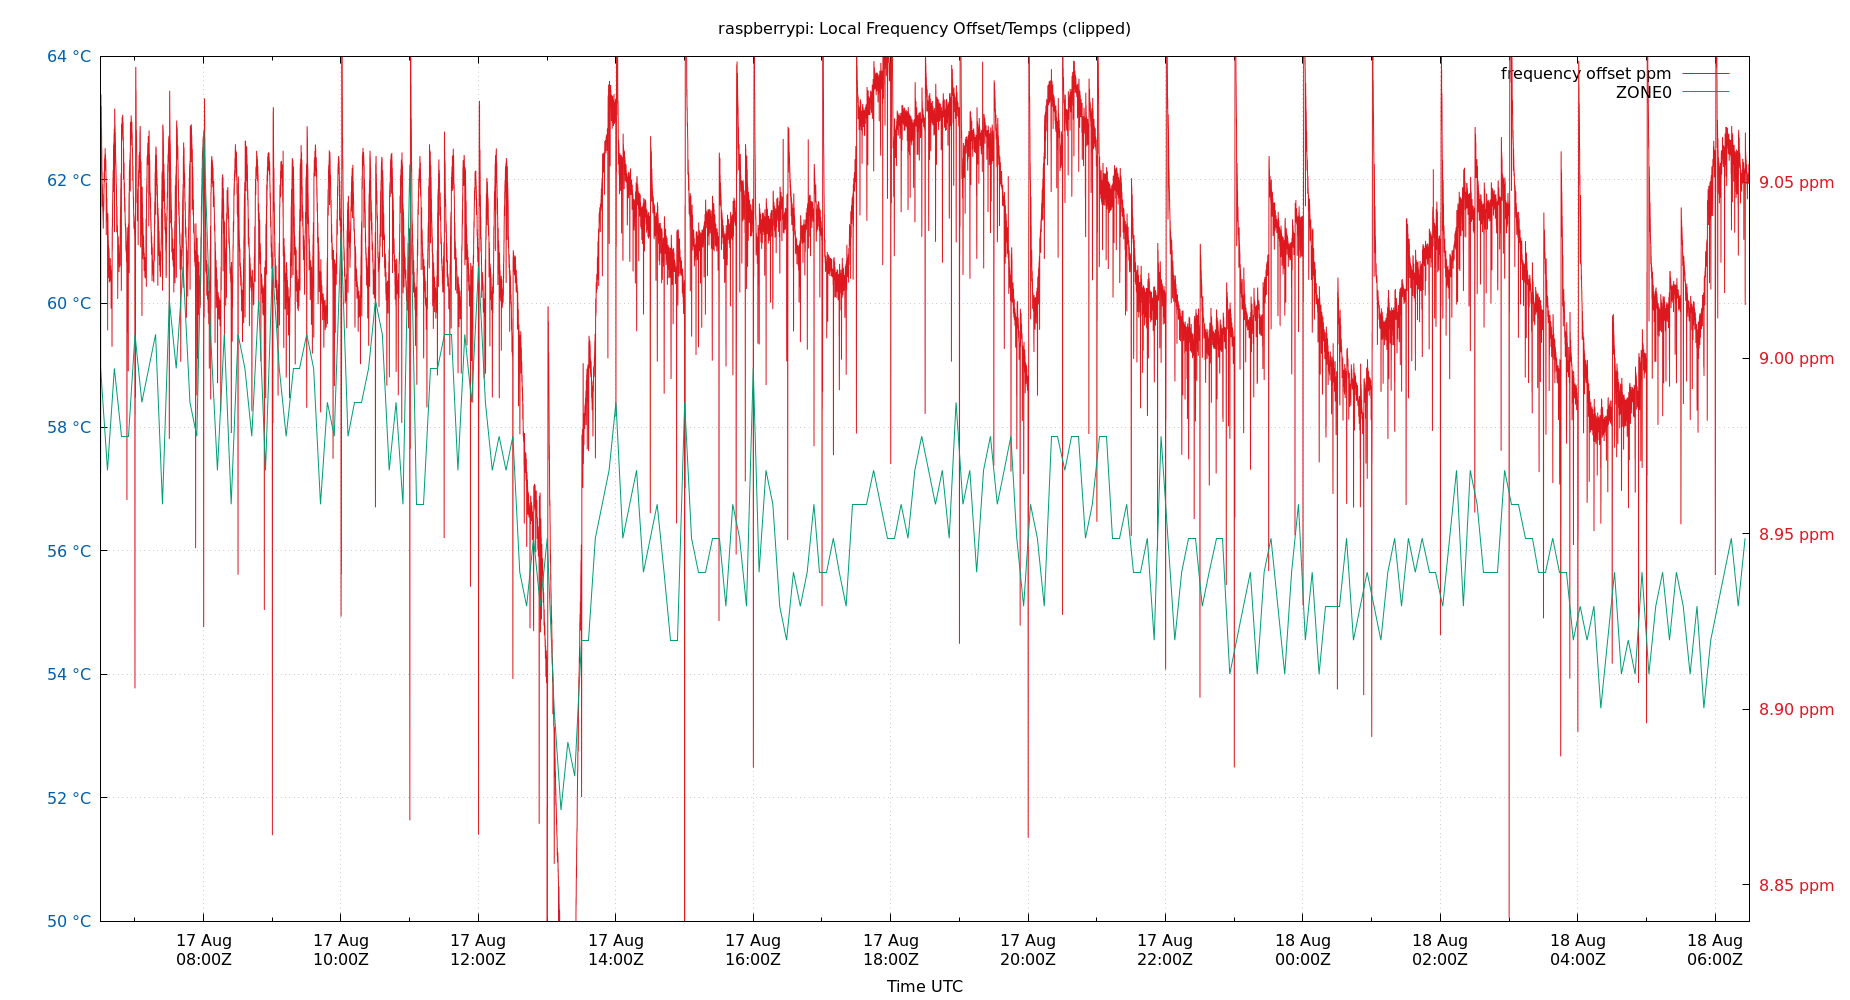 raspberrypi: Local Frequency Offset/Temps (clipped)
64 °C
62 °C
60 °C
58 °C
56 °C
54 °C
52 °C
50 °C
frequency offset ppm
ZONE0
9.05 ppm
9.00 ppm
8.95 ppm
8.90 ppm
8.85 ppm
17 Aug 17 Aug 17 Aug 17 Aug 17 Aug 17 Aug 17 Aug 17 Aug 18 Aug 18 Aug 18 Aug 18 Aug
08:00Z 10:00Z 12:00Z 14:00Z 16:00Z 18:00Z 20:00Z 22:00Z 00:00Z 02:00Z 04:00Z 06:00Z
Time UTC